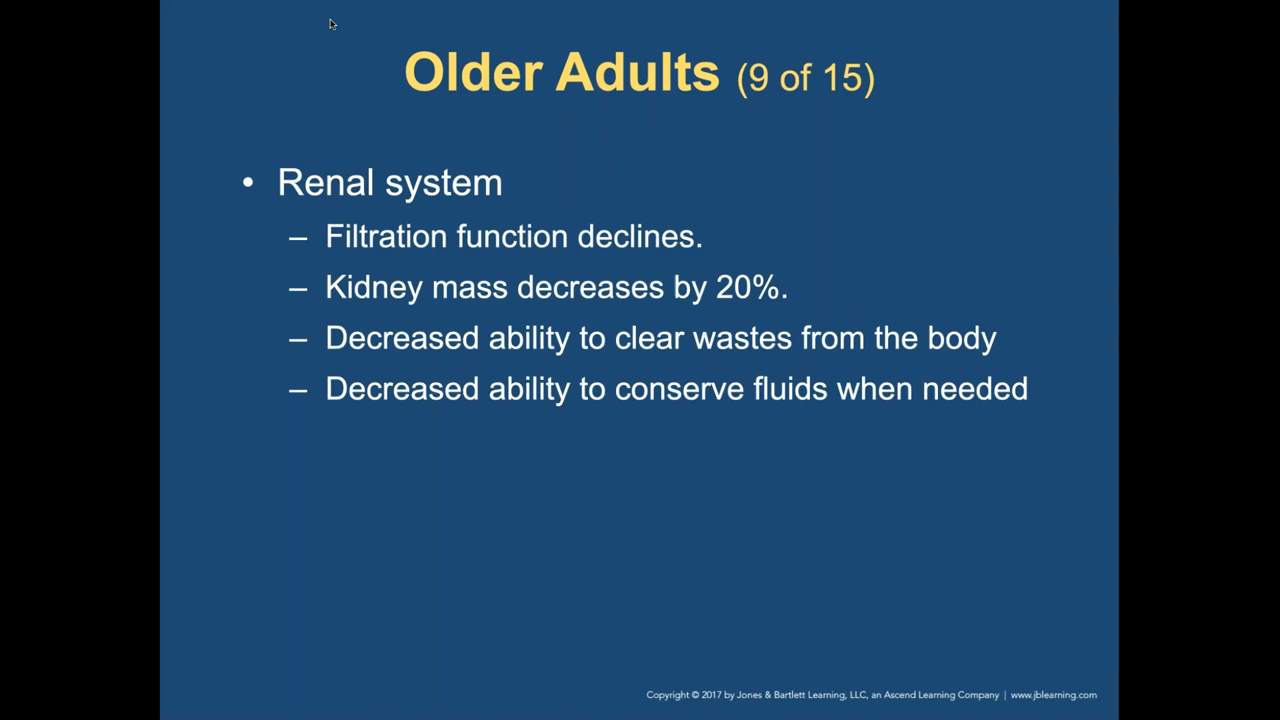 Older Adults (9 of 15)
• Renal system
– Filtration function declines.
– Kidney mass decreases by 20%.
– Decreased ability to clear wastes from the body
– Decreased ability to conserve fluids when needed
Copyright © 2017 by Jones & Bartlett Learning, LLC, an Ascend Learning Company | www.jblearning.com